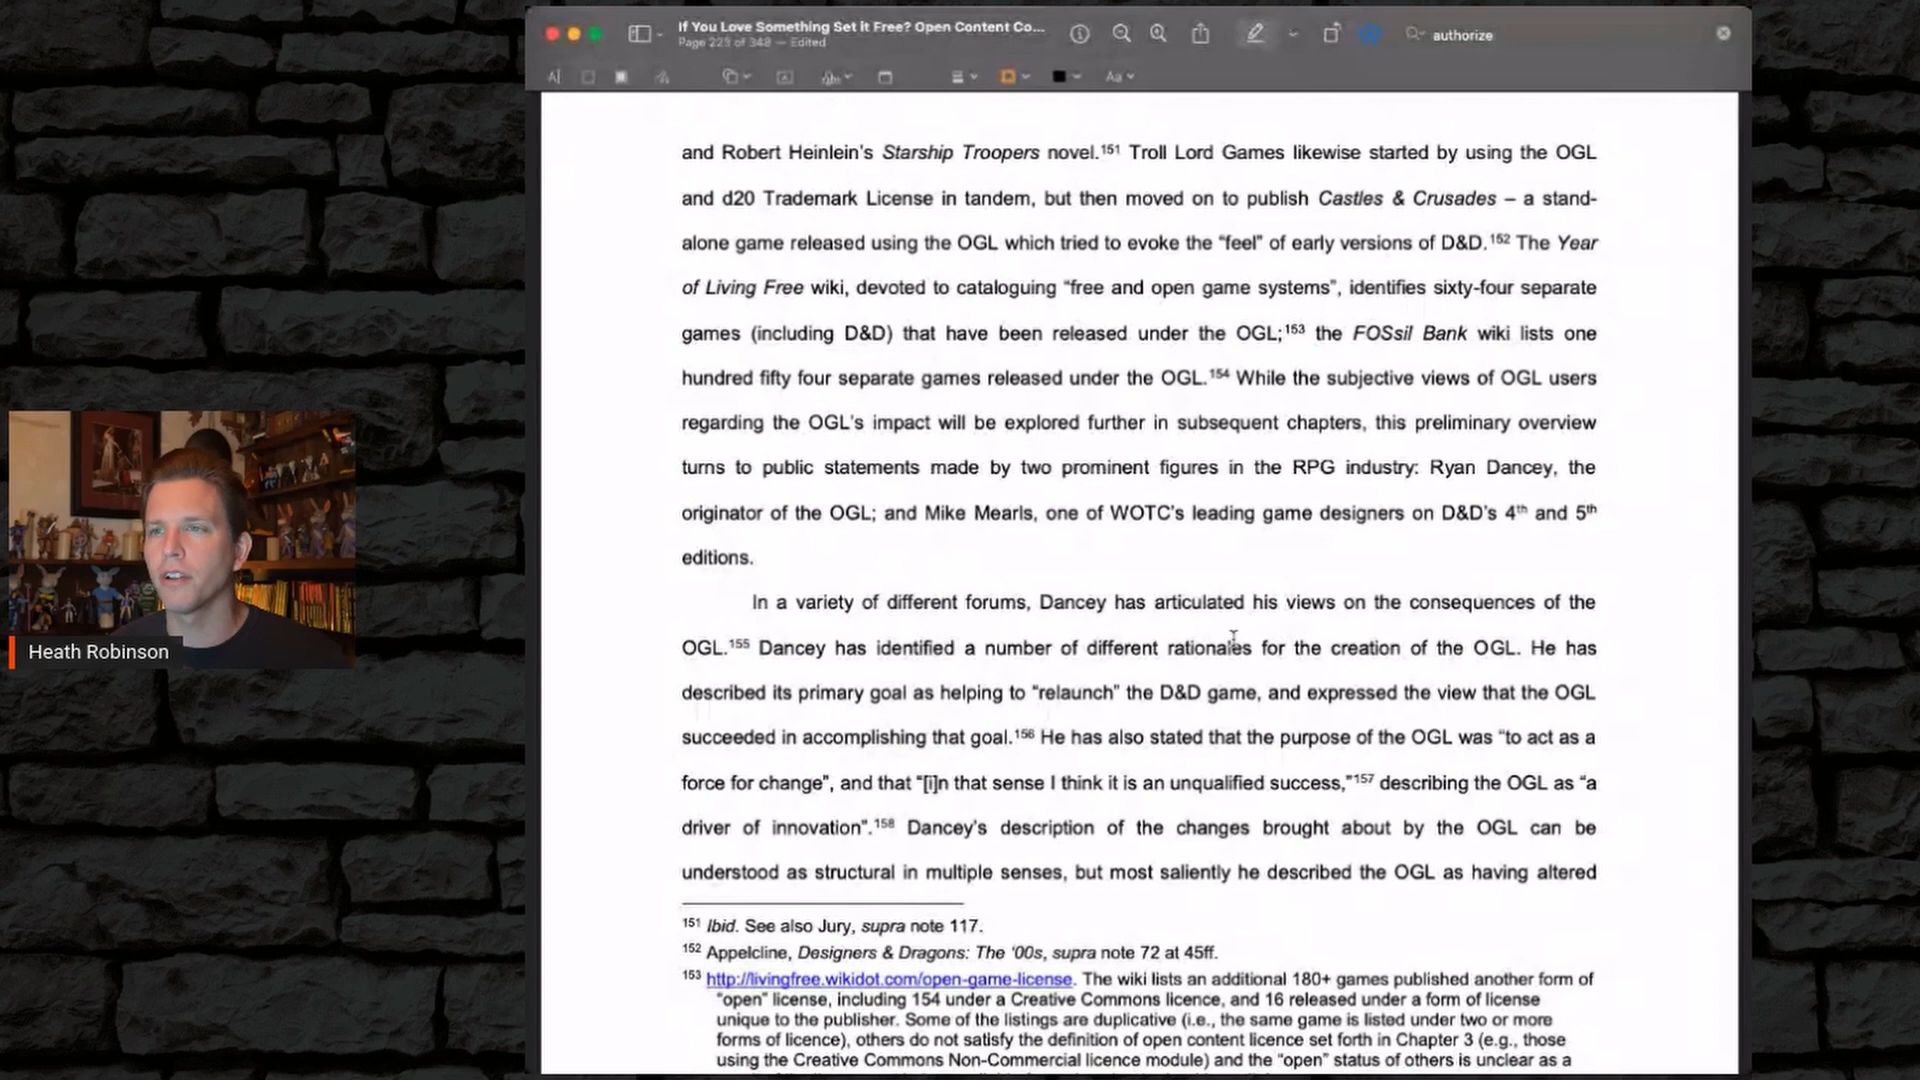 If You Love Something Set it Free? Open Content Co...
Page 223 of 348 — Edited
authorize
Aa
and Robert Heinlein's Starship Troopers novel.151 Troll Lord Games likewise started by using the OGL
and d20 Trademark License in tandem, but then moved on to publish Castles & Crusades – a stand-
alone game released using the OGL which tried to evoke the "feel" of early versions of D&D.152 The Year
of Living Free wiki, devoted to cataloguing "free and open game systems", identifies sixty-four separate
games (including D&D) that have been released under the OGL;153 the FOSsil Bank wiki lists one
hundred fifty four separate games released under the OGL.154 While the subjective views of OGL users
regarding the OGL's impact will be explored further in subsequent chapters, this preliminary overview
turns to public statements made by two prominent figures in the RPG industry: Ryan Dancey, the
originator of the OGL; and Mike Mearls, one of WOTC's leading game designers on D&D's 4th and 5th
editions.
In a variety of different forums, Dancey has articulated his views on the consequences of the
OGL.155 Dancey has identified a number of different rationales for the creation of the OGL. He has
described its primary goal as helping to "relaunch" the D&D game, and expressed the view that the OGL
succeeded in accomplishing that goal.156 He has also stated that the purpose of the OGL was "to act as a
force for change", and that "[i]n that sense I think it is an unqualified success,"157 describing the OGL as "a
driver of innovation".158 Dancey's description of the changes brought about by the OGL can be
understood as structural in multiple senses, but most saliently he described the OGL as having altered
151 Ibid. See also Jury, supra note 117.
152 Appelcline, Designers & Dragons: The '00s, supra note 72 at 45ff.
153 http://livingfree.wikidot.com/open-game-license. The wiki lists an additional 180+ games published another form of
"open" license, including 154 under a Creative Commons licence, and 16 released under a form of license
unique to the publisher. Some of the listings are duplicative (i.e., the same game is listed under two or more
forms of licence), others do not satisfy the definition of open content licence set forth in Chapter 3 (e.g., those
using the Creative Commons Non-Commercial licence module) and the "open" status of others is unclear as a
Heath Robinson